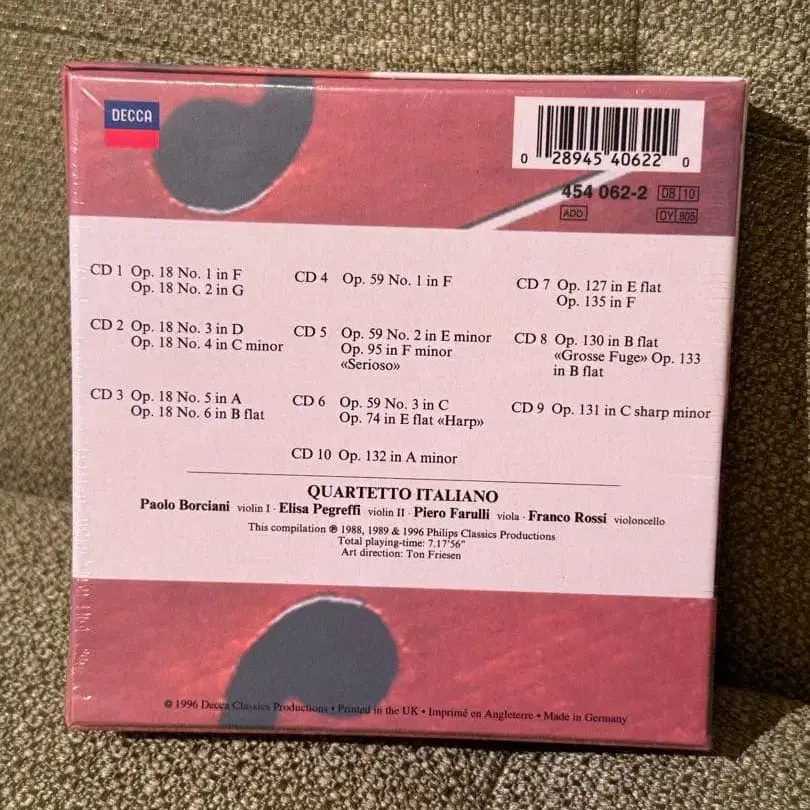 DECCA
0 28945 40622 0
454 062-2 DB 10
ADD DY 805
CD 1 Op. 18 No. 1 in F
Op. 18 No. 2 in G
CD 2 Op. 18 No. 3 in D
Op. 18 No. 4 in C minor
CD 3 Op. 18 No. 5 in A
Op. 18 No. 6 in B flat
CD 4 Op. 59 No. 1 in F
CD 5 Op. 59 No. 2 in E minor
Op. 95 in F minor
«Serioso»
CD 6 Op. 59 No. 3 in C
Op. 74 in E flat «Harp»
CD 7 Op. 127 in E flat
Op. 135 in F
CD 8 Op. 130 in B flat
«Grosse Fuge» Op. 133
in B flat
CD 9 Op. 131 in C sharp minor
CD 10 Op. 132 in A minor
QUARTETTO ITALIANO
Paolo Borciani violin I · Elisa Pegreffi violin II · Piero Farulli viola · Franco Rossi violoncello
This compilation ℗ 1988, 1989 & 1996 Philips Classics Productions
Total playing-time: 7.17'56"
Art direction: Ton Friesen
© 1996 Decca Classics Productions • Printed in the UK • Imprimé en Angleterre • Made in Germany